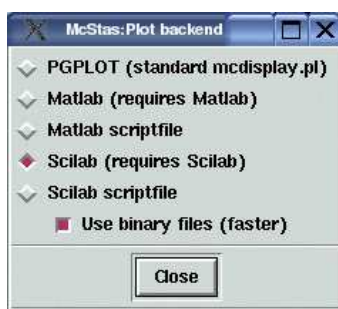 McStas:Plot backend
PGPLOT (standard mcdisplay.pl)
Matlab (requires Matlab)
Matlab scriptfile
Scilab (requires Scilab)
Scilab scriptfile
Use binary files (faster)
Close